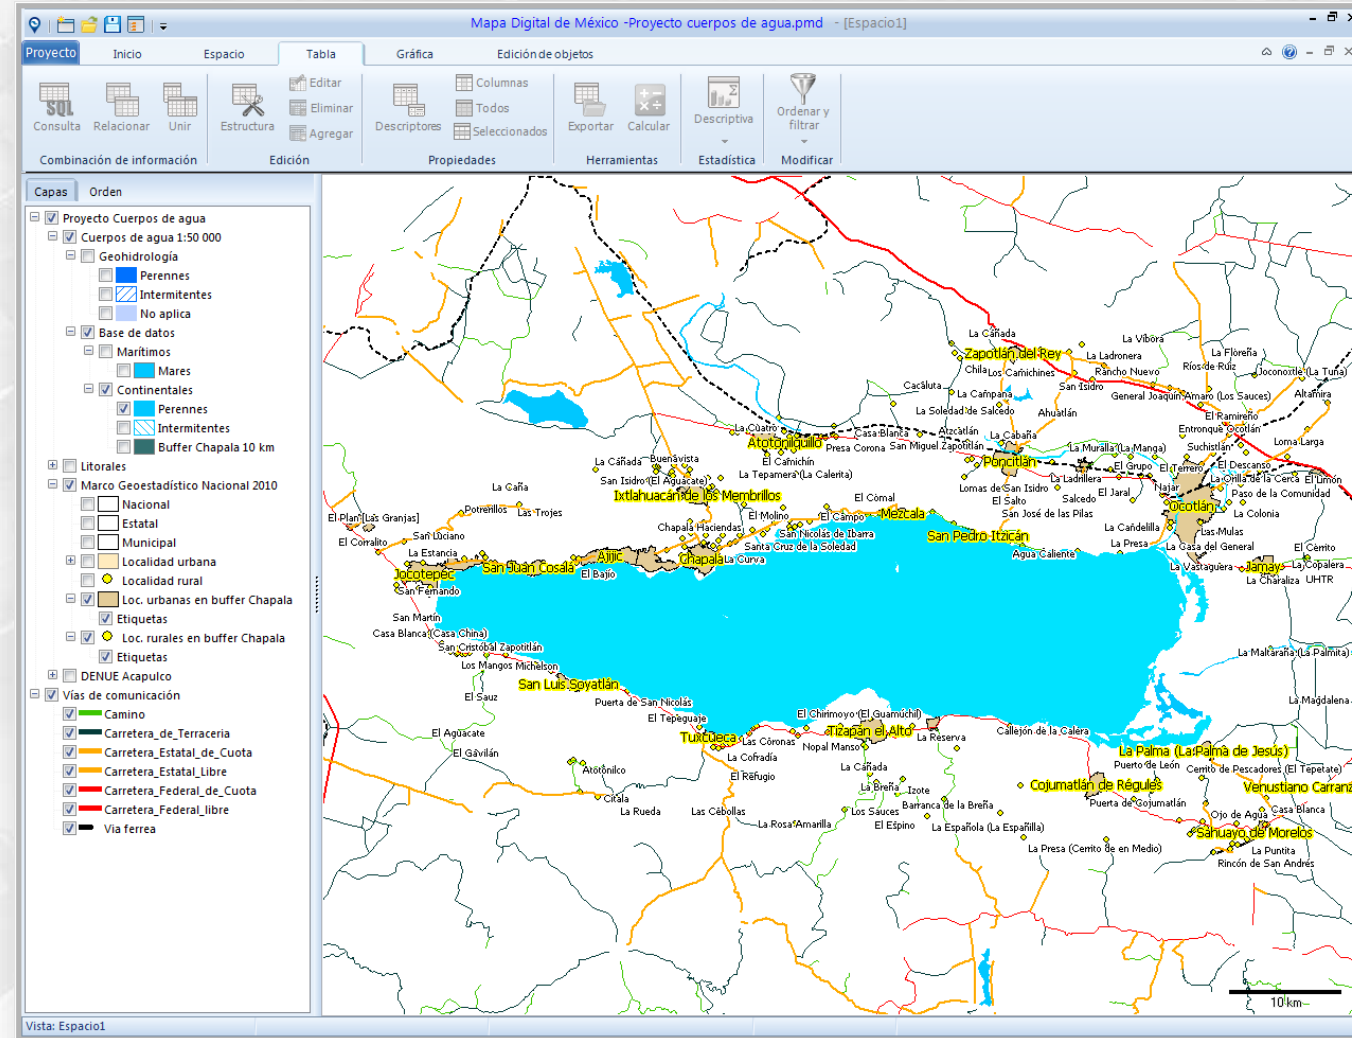 Mapa Digital de México -Proyecto cuerpos de agua.pmd - [Espacio1]
Proyecto Inicio Espacio Tabla Gráfica Edición de objetos
SQL
Consulta Relacionar Unir Estructura
Editar
Eliminar
Agregar
Descriptores
Columnas
Todos
Seleccionados
Exportar Calcular Descriptiva
Ordenar y
filtrar
Combinación de información Edición Propiedades Herramientas Estadística Modificar
Capas Orden
Proyecto Cuerpos de agua
Cuerpos de agua 1:50 000
Geohidrología
Perennes
Intermitentes
No aplica
Base de datos
Marítimos
Mares
Continentales
Perennes
Intermitentes
Buffer Chapala 10 km
Litorales
Marco Geoestadístico Nacional 2010
Nacional
Estatal
Municipal
Localidad urbana
Localidad rural
Loc. urbanas en buffer Chapala
Etiquetas
Loc. rurales en buffer Chapala
Etiquetas
DENUE Acapulco
Vías de comunicación
Camino
Carretera_de_Terraceria
Carretera_Estatal_de_Cuota
Carretera_Estatal_Libre
Carretera_Federal_de_Cuota
Carretera_Federal_libre
Via ferrea
La Cañada
La Víbora
Zapotlán del Rey
La Ladronera
La Floreña
Chila
Los Camichines
Rancho Nuevo
Ríos de Ruiz
Joconoxtle (La Tuna)
Cacaluta
La Campana
San Isidro
General Joaquín Amaro (Los Sauces)
Altamira
La Soledad de Salcedo
Ahuatlán
El Ramireño
Entronque Ocotlán
La Cuatro
Casa Blanca
Atzcatlán
La Cabaña
Atotonilquillo
Presa Corona
San Miguel Zapotitlán
La Muralla (La Manga)
Suchistlán
Loma Larga
La Cañada
Buenavista
El Camichín
Poncitlán
El Grupo
El Terrero
El Descanso
San Isidro (El Aguacate)
La Tepamera (La Calerita)
La Ladrillera
La Orilla de la Cerca
El Limón
La Caña
Ixtlahuacán de los Membrillos
El Comal
Lomas de San Isidro
Salcedo
El Jaral
Najar
Paso de la Comunidad
Potrerillos
Las Trojes
El Salto
Ocotlán
La Colonia
El Plan [Las Granjas]
El Molino
El Campo
Mezcala
San José de las Pilas
El Corralito
San Luciano
Chapala Haciendas
San Nicolás de Ibarra
San Pedro Itzicán
La Candelilla
Las Mulas
La Estancia
Ajijic
Chapala
La Curva
Santa Cruz de la Soledad
Agua Caliente
La Presa
La Casa del General
El Cerrito
Jocotepec
San Juan Cosalá
El Bajío
La Vastaguera
Jamay
La Copalera
San Fernando
La Charaliza
UHTR
San Martín
Casa Blanca (Casa China)
San Cristóbal Zapotitlán
La Maltaraña (La Palmita)
Los Mangos
Michelson
San Luis Soyatlán
El Sauz
Puerta de San Nicolás
La Magdalena
El Tepeguaje
El Chirimoyo (El Guamúchil)
El Aguacate
Tuxcueca
Las Coronas
Tizapán el Alto
La Reserva
Callejón de la Calera
El Gavilán
Nopal Manso
La Palma (La Palma de Jesús)
La Cofradía
Atotonilco
El Refugio
La Cañada
Puerto de León
Cerrito de Pescadores (El Tepetate)
La Breña
Izote
Cojumatlán de Régules
Venustiano Carranz
Citala
La Rueda
Las Cebollas
Los Sauces
Barranca de la Breña
Puerta de Cojumatlán
Ojo de Agua
Casa Blanca
La Rosa Amarilla
El Espino
La Española (La Españilla)
Sahuayo de Morelos
La Presa (Cerrito de en Medio)
La Puntita
Rincón de San Andrés
10 km
Vista: Espacio1